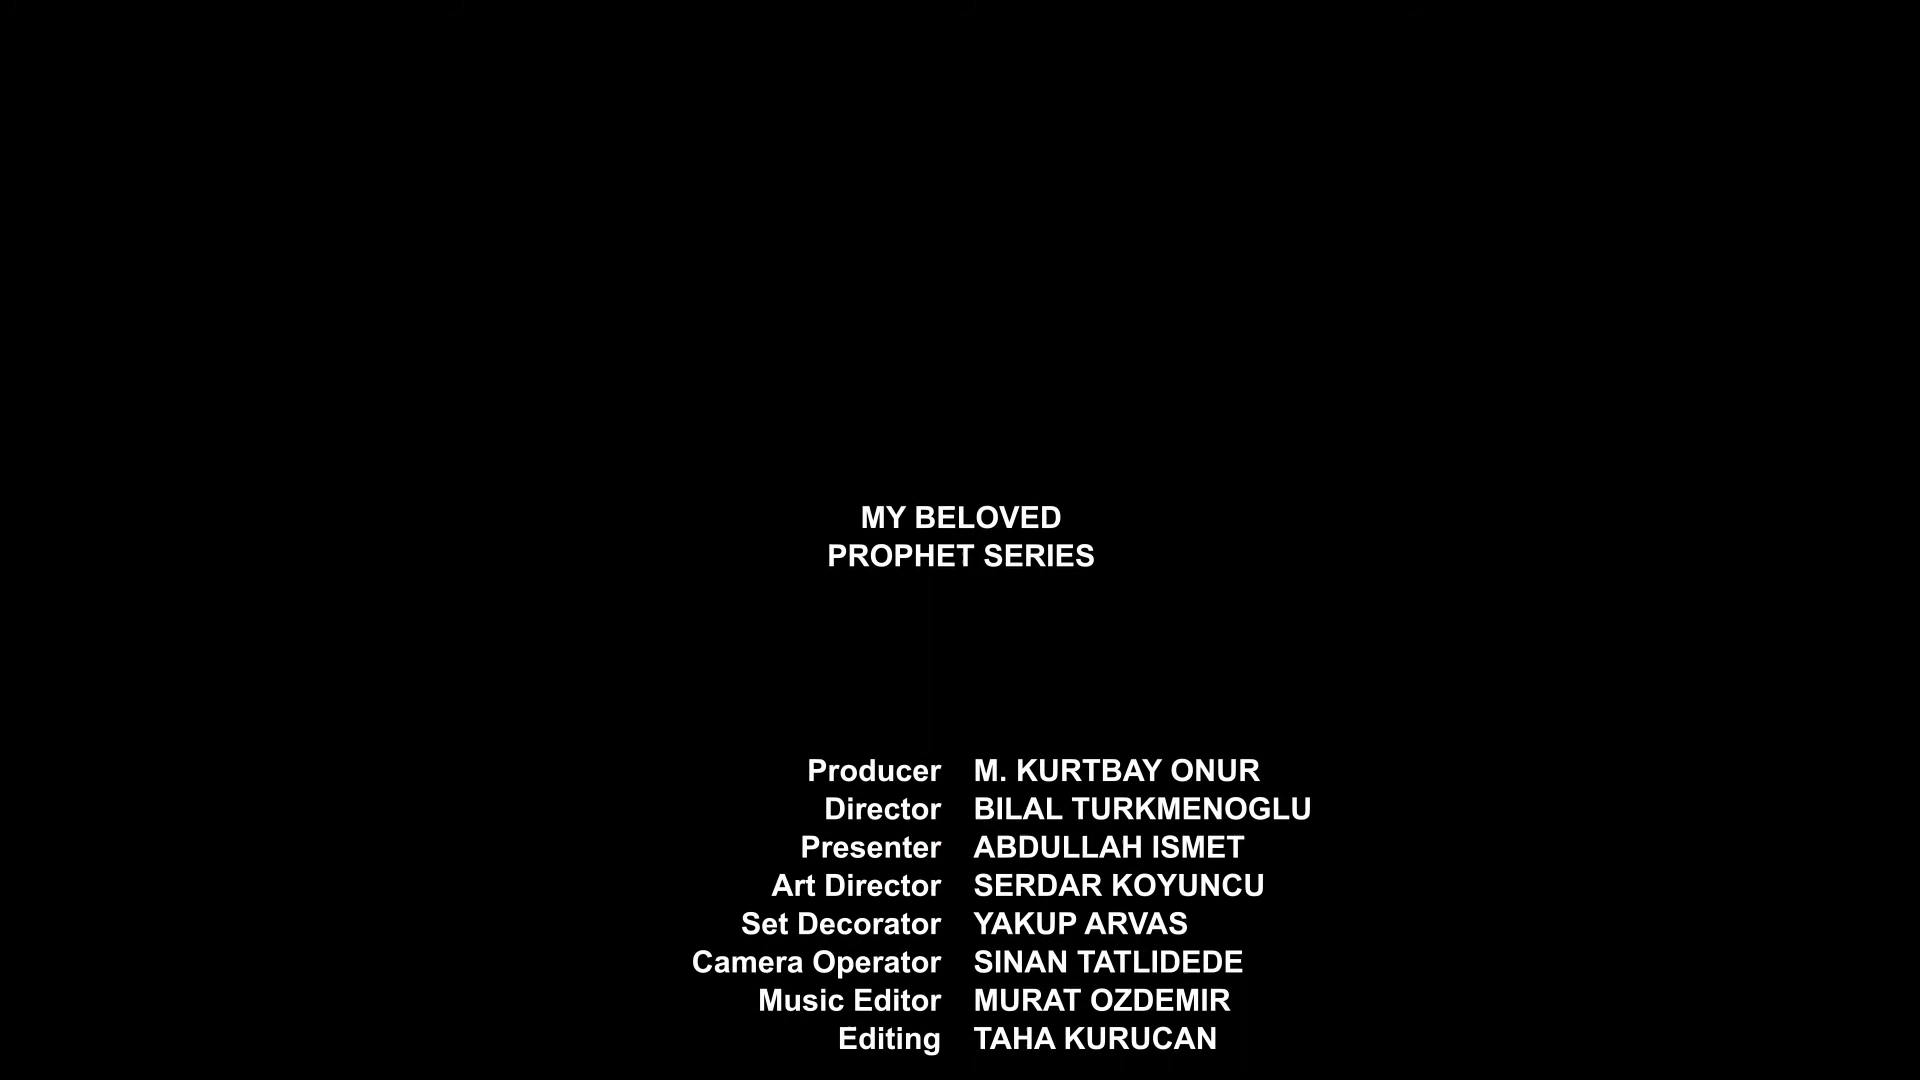 MY BELOVED
PROPHET SERIES
Producer M. KURTBAY ONUR
Director BILAL TURKMENOGLU
Presenter ABDULLAH ISMET
Art Director SERDAR KOYUNCU
Set Decorator YAKUP ARVAS
Camera Operator SINAN TATLIDEDE
Music Editor MURAT OZDEMIR
Editing TAHA KURUCAN